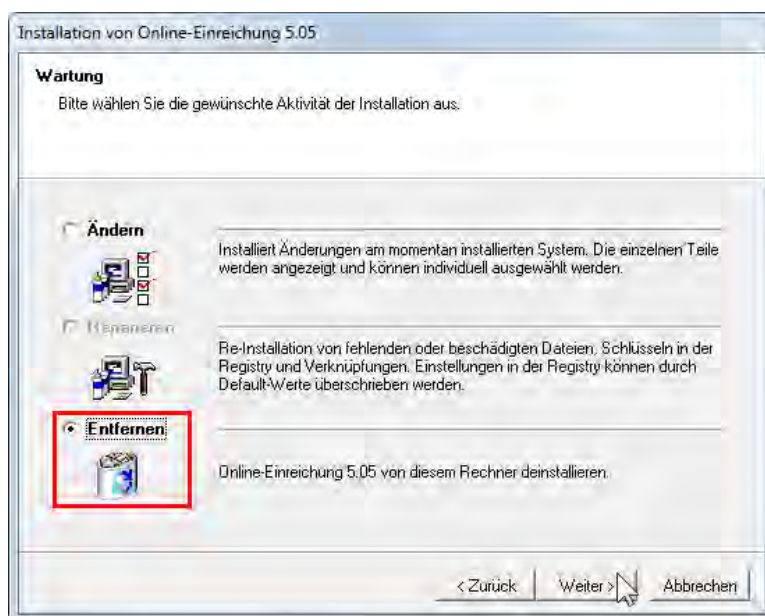 Installation von Online-Einreichung 5.05
Wartung
Bitte wählen Sie die gewünschte Aktivität der Installation aus.
Ändern
Installiert Änderungen am momentan installierten System. Die einzelnen Teile
werden angezeigt und können individuell ausgewählt werden.
Reparieren
Re-Installation von fehlenden oder beschädigten Dateien, Schlüsseln in der
Registry und Verknüpfungen. Einstellungen in der Registry können durch
Default-Werte überschrieben werden.
Entfernen
Online-Einreichung 5.05 von diesem Rechner deinstallieren.
< Zurück
Weiter >
Abbrechen